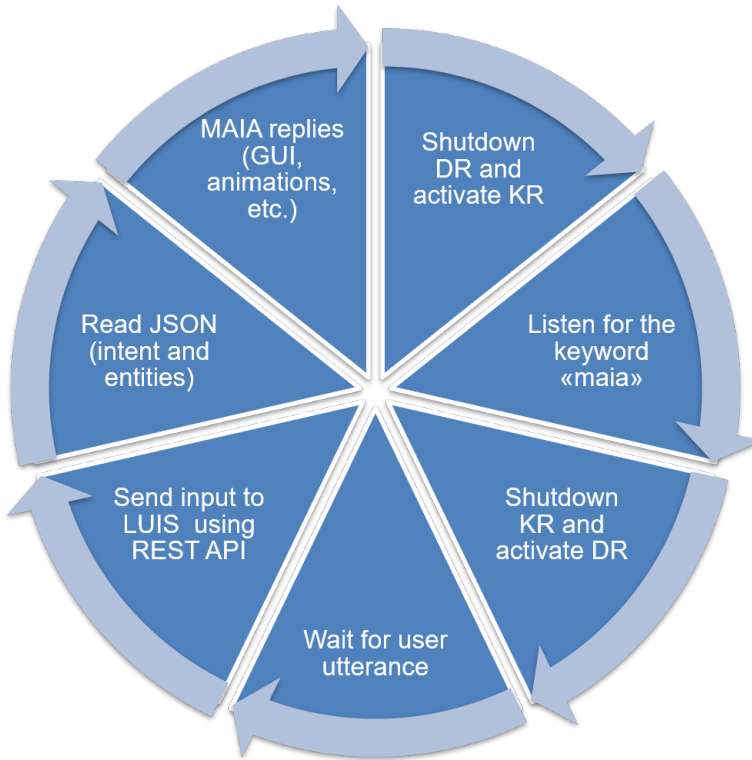 MAIA replies
(GUI,
animations,
etc.)
Shutdown
DR and
activate KR
Listen for the
keyword
«maia»
Shutdown
KR and
activate DR
Wait for user
utterance
Send input to
LUIS using
REST API
Read JSON
(intent and
entities)